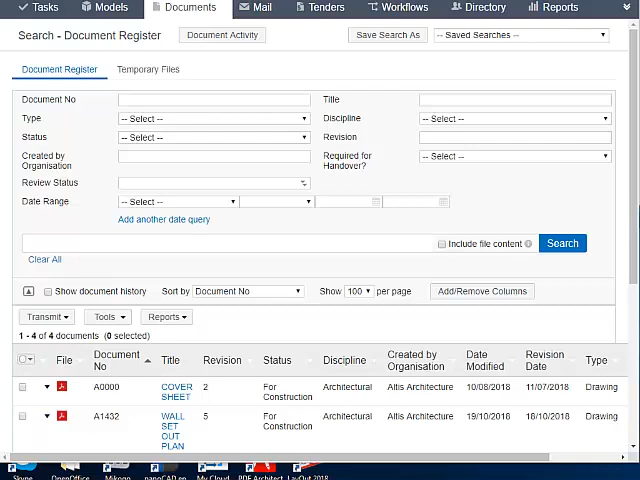 Tasks Models Documents Mail Tenders Workflows Directory Reports
Search - Document Register Document Activity Save Search As -- Saved Searches --
Document Register Temporary Files
Document No Title
Type -- Select -- Discipline -- Select --
Status -- Select -- Revision
Created by Organisation Required for Handover? -- Select --
Review Status
Date Range -- Select --
Add another date query
Include file content Search
Clear All
Show document history Sort by Document No Show 100 per page Add/Remove Columns
Transmit Tools Reports
1 - 4 of 4 documents (0 selected)
File Document No Title Revision Status Discipline Created by Organisation Date Modified Revision Date Type
A0000 COVER SHEET 2 For Construction Architectural Altis Architecture 10/08/2018 11/07/2018 Drawing
A1432 WALL SET OUT PLAN 5 For Construction Architectural Altis Architecture 19/10/2018 18/10/2018 Drawing
Skype OpenOffice Mikogo nanoCAD en My Cloud PDF Architect LayOut 2018